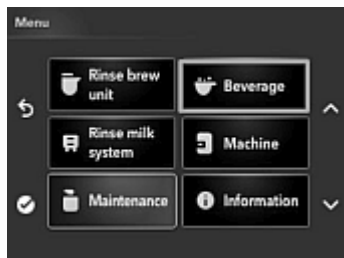 Menu
Rinse brew
unit
Beverage
Rinse milk
system
Machine
Maintenance
Information